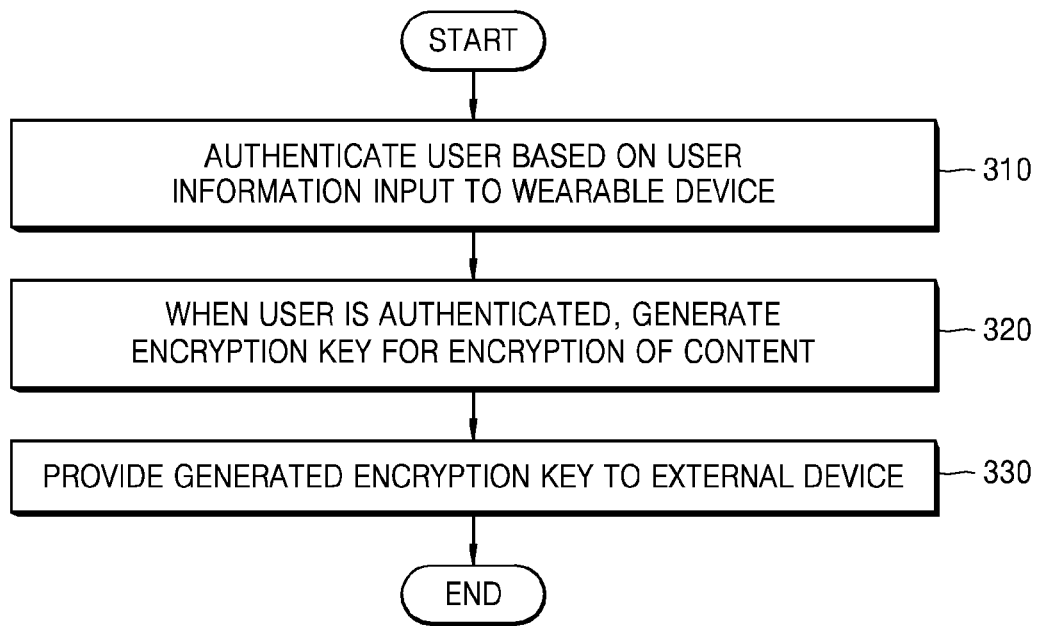 START
AUTHENTICATE USER BASED ON USER
INFORMATION INPUT TO WEARABLE DEVICE
310
WHEN USER IS AUTHENTICATED, GENERATE
ENCRYPTION KEY FOR ENCRYPTION OF CONTENT
320
PROVIDE GENERATED ENCRYPTION KEY TO EXTERNAL DEVICE
330
END